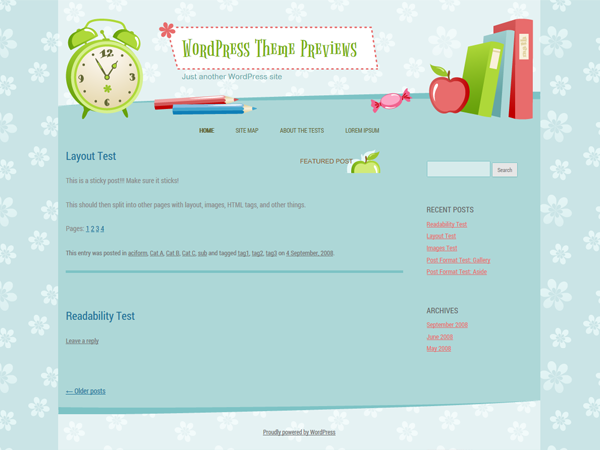 WordPress Theme Previews
Just another WordPress site
HOME SITE MAP ABOUT THE TESTS LOREM IPSUM
Layout Test
FEATURED POST
This is a sticky post!!! Make sure it sticks!
This should then split into other pages with layout, images, HTML tags, and other things.
Pages: 1 2 3 4
This entry was posted in aciform, Cat A, Cat B, Cat C, sub and tagged tag1, tag2, tag3 on 4 September, 2008.
Readability Test
Leave a reply
← Older posts
Search
RECENT POSTS
Readability Test
Layout Test
Images Test
Post Format Test: Gallery
Post Format Test: Aside
ARCHIVES
September 2008
June 2008
May 2008
Proudly powered by WordPress